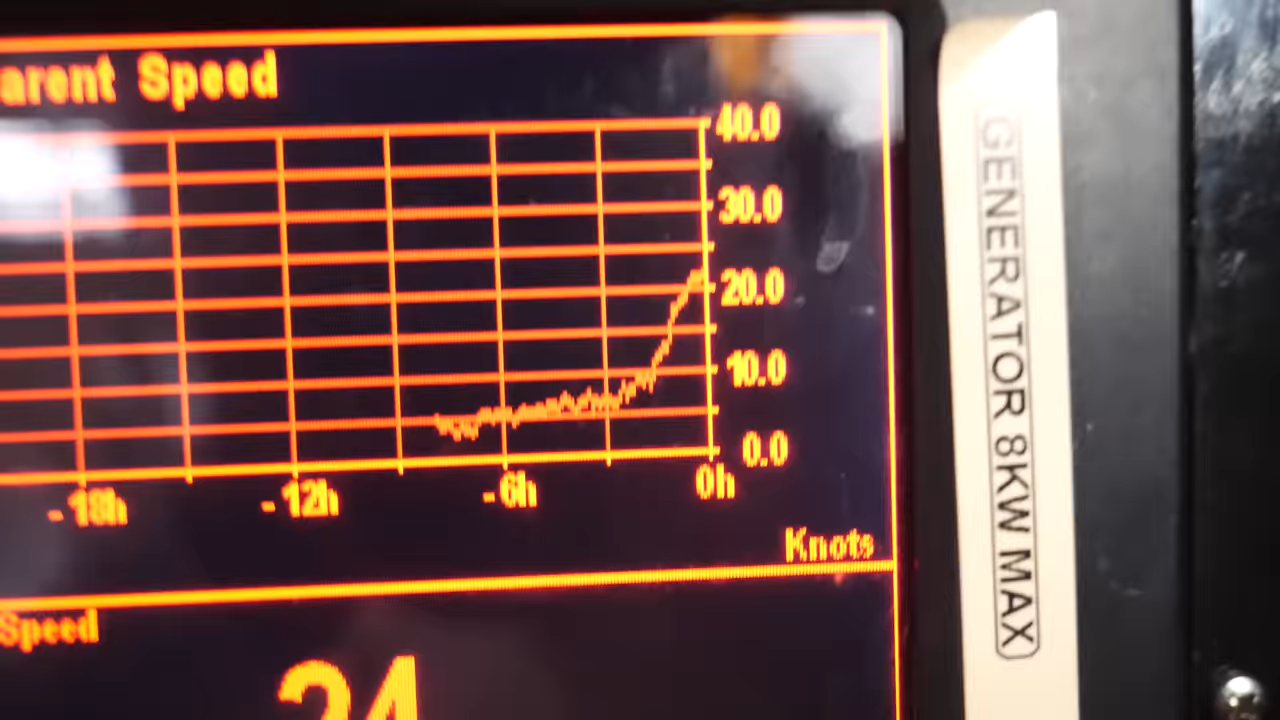 arent Speed
40.0
30.0
20.0
10.0
0.0
-18h -12h -6h 0h
Knots
Speed
24
GENERATOR 8KW MAX